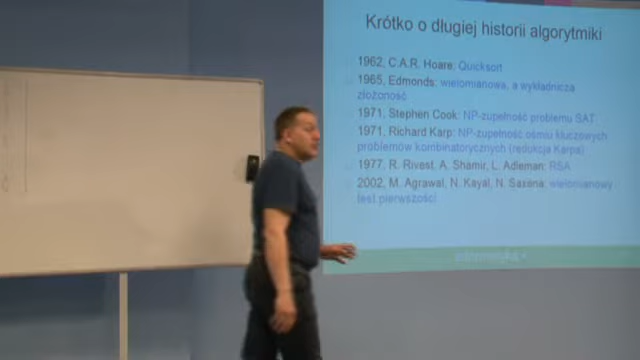 Krótko o długiej historii algorytmiki
1962, C.A.R. Hoare: Quicksort
1965, Edmonds: wielomianowa, a wykładnicza
złożoność
1971, Stephen Cook: NP-zupełność problemu SAT
1971, Richard Karp: NP-zupełność ośmiu kluczowych
problemów kombinatorycznych (redukcja Karpa)
1977, R. Rivest, A. Shamir, L. Adleman: RSA
2002, M. Agrawal, N. Kayal, N. Saxena: wielomianowy
test pierwszości